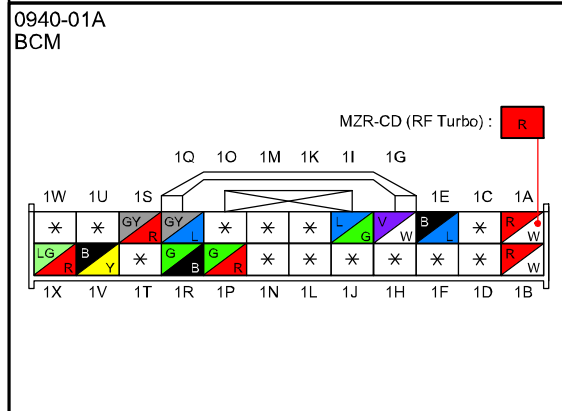 0940-01A
BCM
MZR-CD (RF Turbo) : R
1Q 1O 1M 1K 1I 1G
1W 1U 1S 1E 1C 1A
* * GY R GY L * * * L G V W B L * R W
LG R B Y * G B G R * * * * * * R W
1X 1V 1T 1R 1P 1N 1L 1J 1H 1F 1D 1B